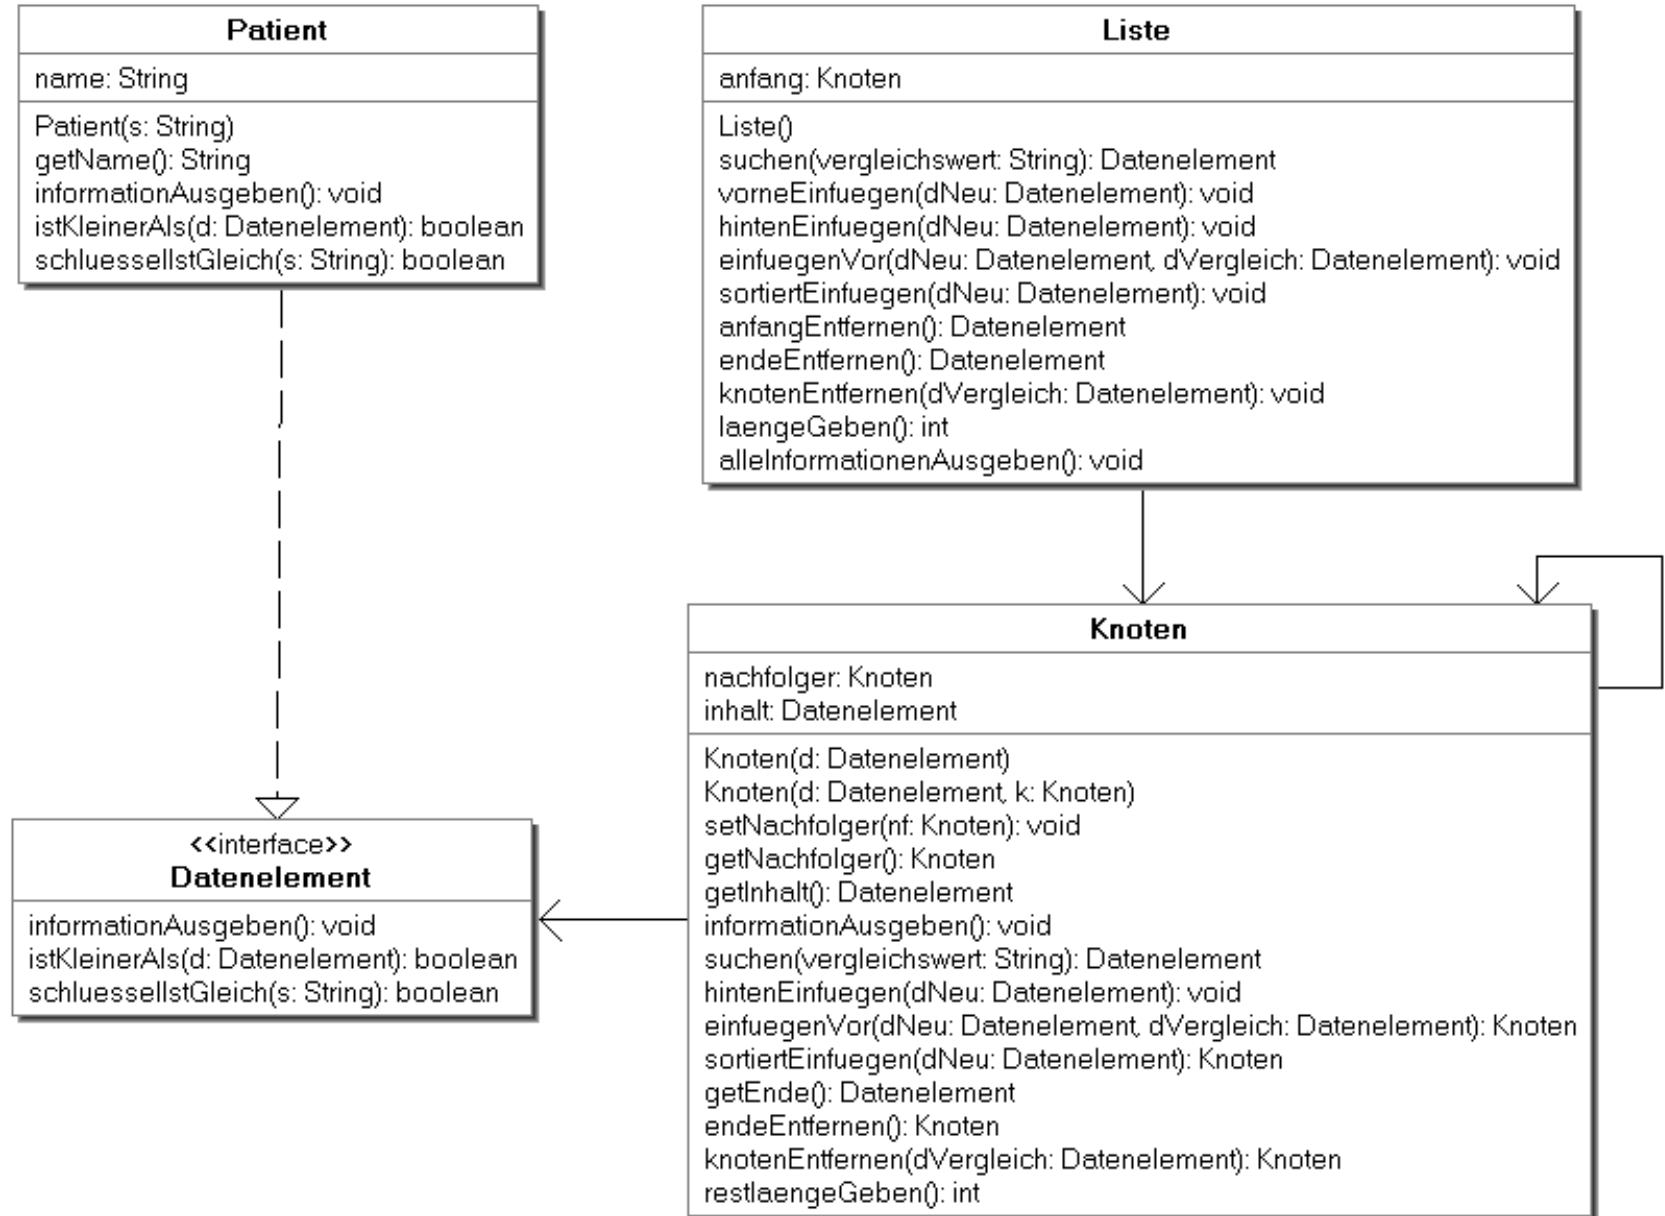 Patient
name: String
Patient(s: String)
getName(): String
informationAusgeben(): void
istKleinerAls(d: Datenelement): boolean
schluesselIstGleich(s: String): boolean
Liste
anfang: Knoten
Liste()
suchen(vergleichswert: String): Datenelement
vorneEinfuegen(dNeu: Datenelement): void
hintenEinfuegen(dNeu: Datenelement): void
einfuegenVor(dNeu: Datenelement, dVergleich: Datenelement): void
sortiertEinfuegen(dNeu: Datenelement): void
anfangEntfernen(): Datenelement
endeEntfernen(): Datenelement
knotenEntfernen(dVergleich: Datenelement): void
laengeGeben(): int
alleInformationenAusgeben(): void
<<interface>>
Datenelement
informationAusgeben(): void
istKleinerAls(d: Datenelement): boolean
schluesselIstGleich(s: String): boolean
Knoten
nachfolger: Knoten
inhalt: Datenelement
Knoten(d: Datenelement)
Knoten(d: Datenelement, k: Knoten)
setNachfolger(nf: Knoten): void
getNachfolger(): Knoten
getInhalt(): Datenelement
informationAusgeben(): void
suchen(vergleichswert: String): Datenelement
hintenEinfuegen(dNeu: Datenelement): void
einfuegenVor(dNeu: Datenelement, dVergleich: Datenelement): Knoten
sortiertEinfuegen(dNeu: Datenelement): Knoten
getEnde(): Datenelement
endeEntfernen(): Knoten
knotenEntfernen(dVergleich: Datenelement): Knoten
restlaengeGeben(): int